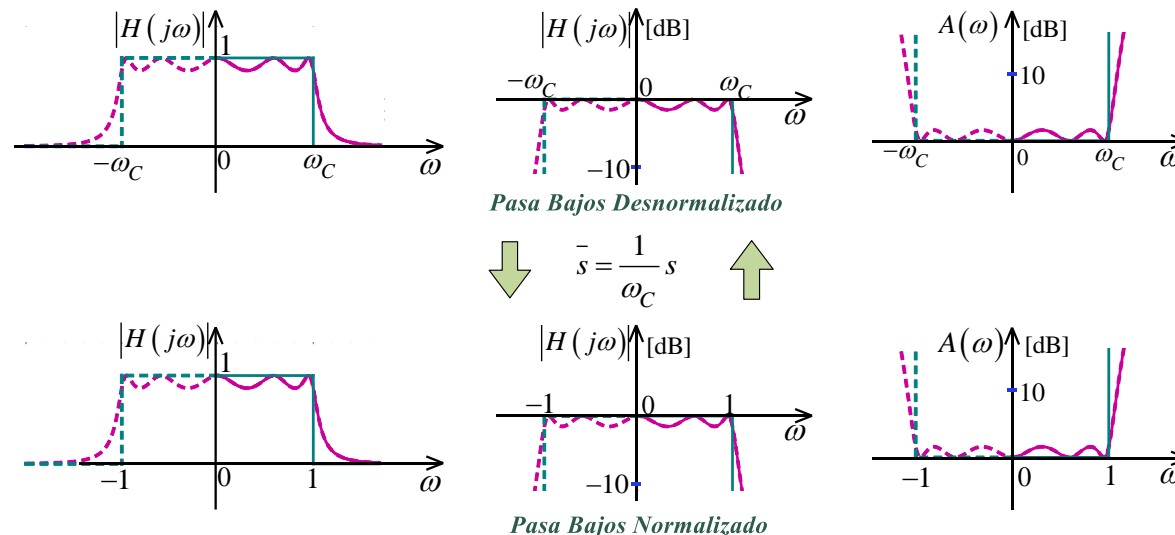 |H(jω)|
1
−ω_C
0
ω_C
ω
|H(jω)| [dB]
−ω_C
0
ω_C
ω
−10
A(ω) [dB]
10
−ω_C
0
ω_C
ω
Pasa Bajos Desnormalizado
s̄ = 1/ω_C s
|H(jω)|
1
−1
0
1
ω
|H(jω)| [dB]
−1
0
1
ω
−10
A(ω) [dB]
10
−1
0
1
ω
Pasa Bajos Normalizado